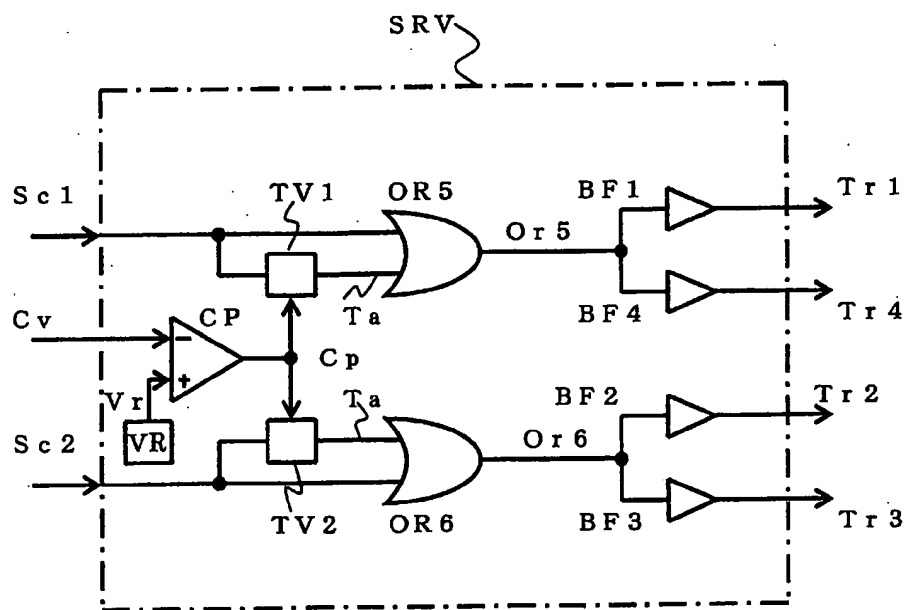 SRV
Sc1
TV1
OR5
BF1
Tr1
Or5
Ta
BF4
Tr4
Cv
CP
−
+
Cp
Vr
VR
Ta
BF2
Tr2
Or6
Sc2
TV2
OR6
BF3
Tr3